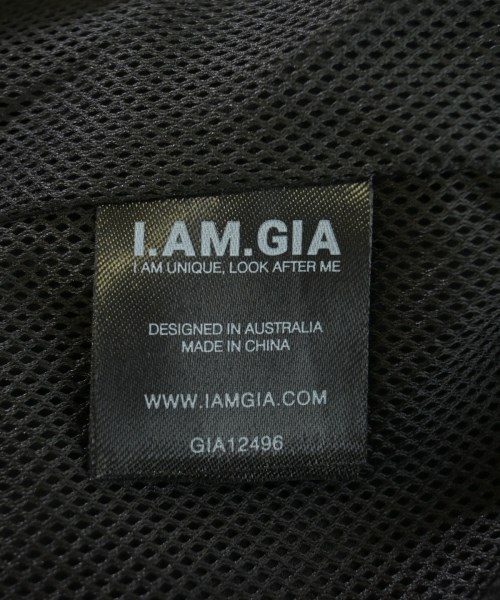 I.AM.GIA
I AM UNIQUE, LOOK AFTER ME
DESIGNED IN AUSTRALIA
MADE IN CHINA
WWW.IAMGIA.COM
GIA12496